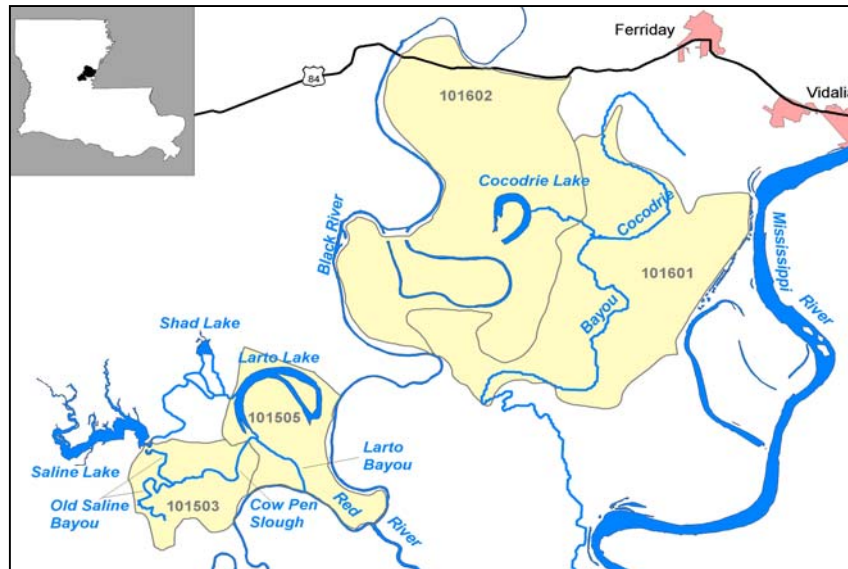 Ferriday
84
Vidalia
101602
Cocodrie Lake
Cocodrie
Black River
Mississippi
River
101601
Bayou
Shad Lake
Larto Lake
101505
Larto
Bayou
Saline Lake
Old Saline
Bayou
101503
Cow Pen
Slough
Red
River